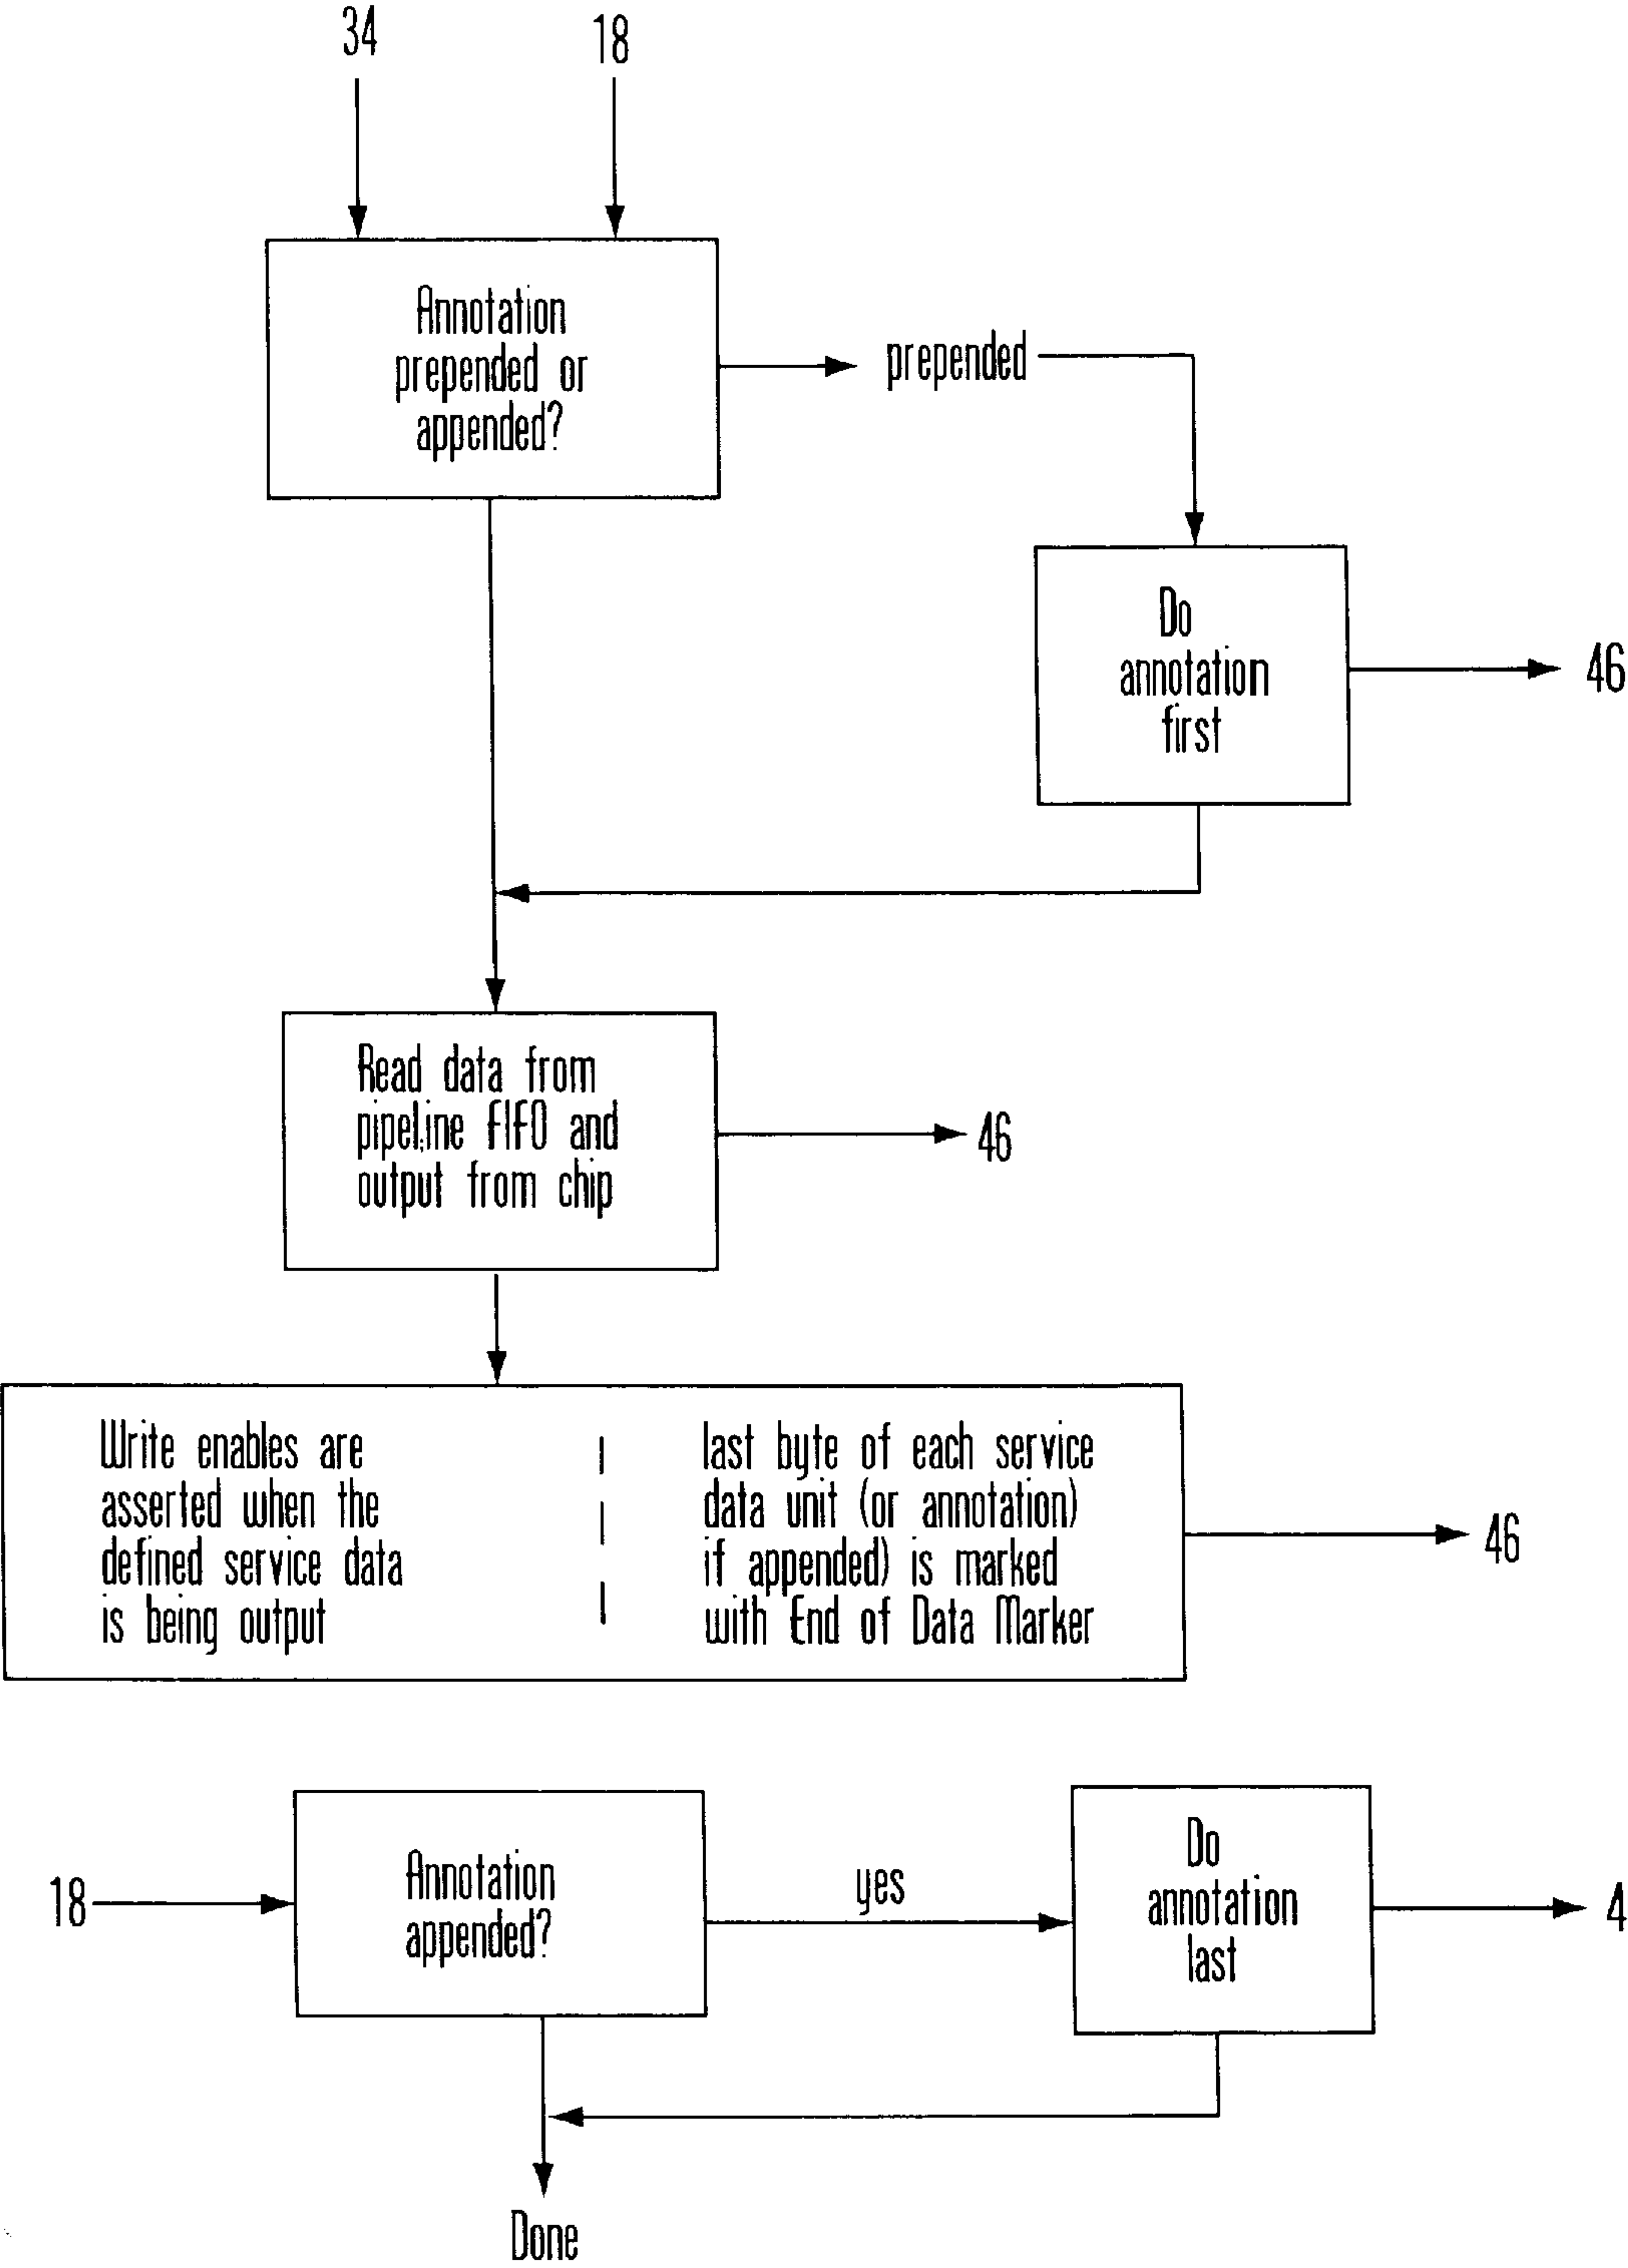 34
18
Annotation
prepended or
appended?
prepended
Do
annotation
first
46
Read data from
pipeline FIFO and
output from chip
46
Write enables are
asserted when the
defined service data
is being output
last byte of each service
data unit (or annotation)
if appended) is marked
with End of Data Marker
46
18
Annotation
appended?
yes
Do
annotation
last
4
Done